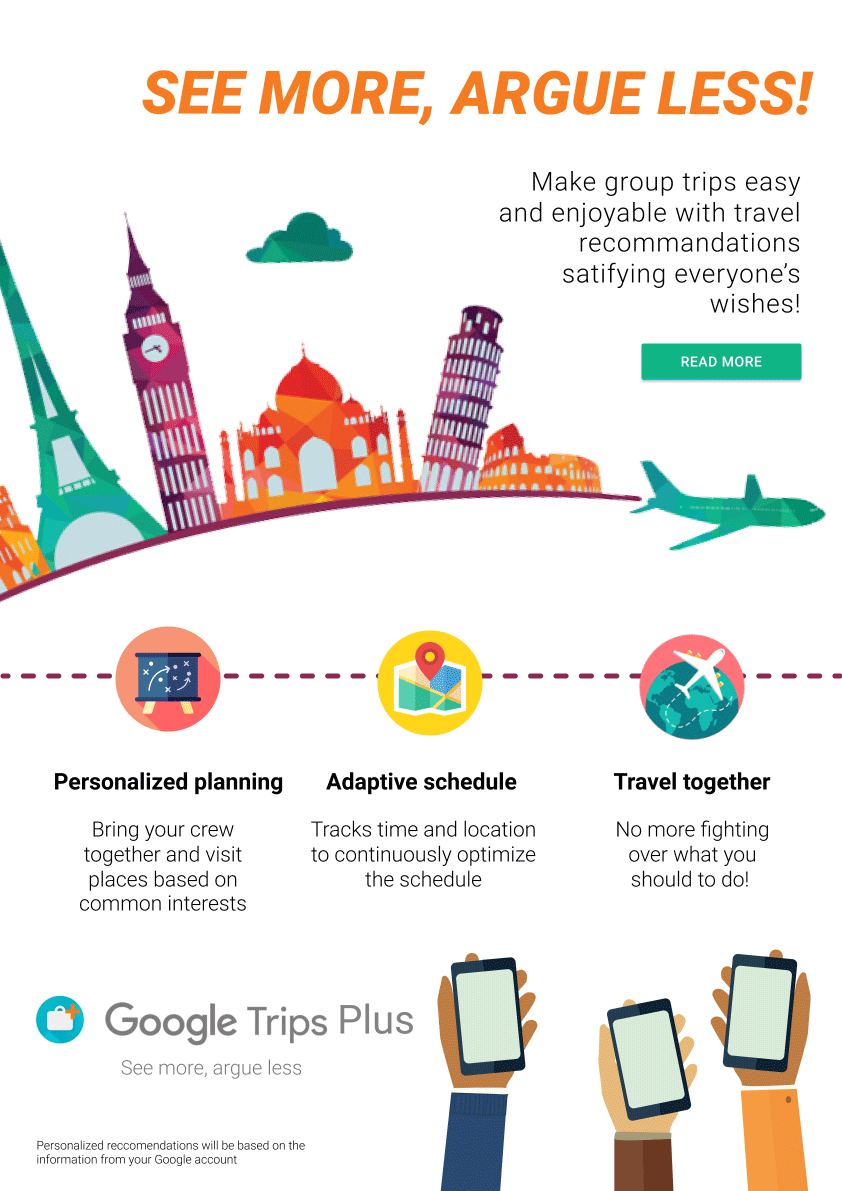 SEE MORE, ARGUE LESS!
Make group trips easy
and enjoyable with travel
recommandations
satifying everyone's
wishes!
READ MORE
Personalized planning
Bring your crew
together and visit
places based on
common interests
Adaptive schedule
Tracks time and location
to continuously optimize
the schedule
Travel together
No more fighting
over what you
should to do!
Google Trips Plus
See more, argue less
Personalized reccomendations will be based on the
information from your Google account